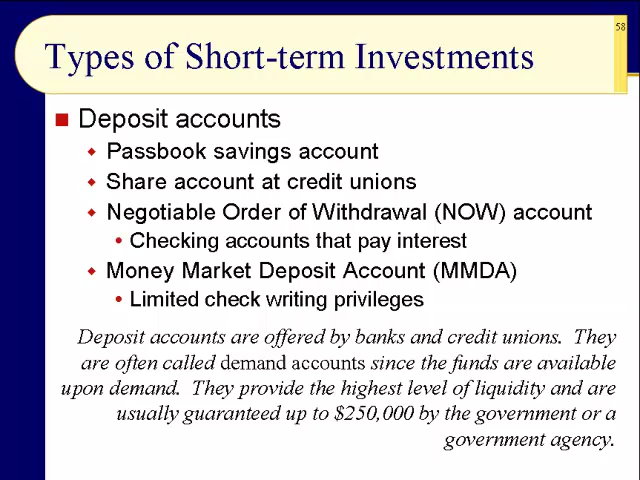 58
Types of Short-term Investments
Deposit accounts
Passbook savings account
Share account at credit unions
Negotiable Order of Withdrawal (NOW) account
Checking accounts that pay interest
Money Market Deposit Account (MMDA)
Limited check writing privileges
Deposit accounts are offered by banks and credit unions. They
are often called demand accounts since the funds are available
upon demand. They provide the highest level of liquidity and are
usually guaranteed up to $250,000 by the government or a
government agency.